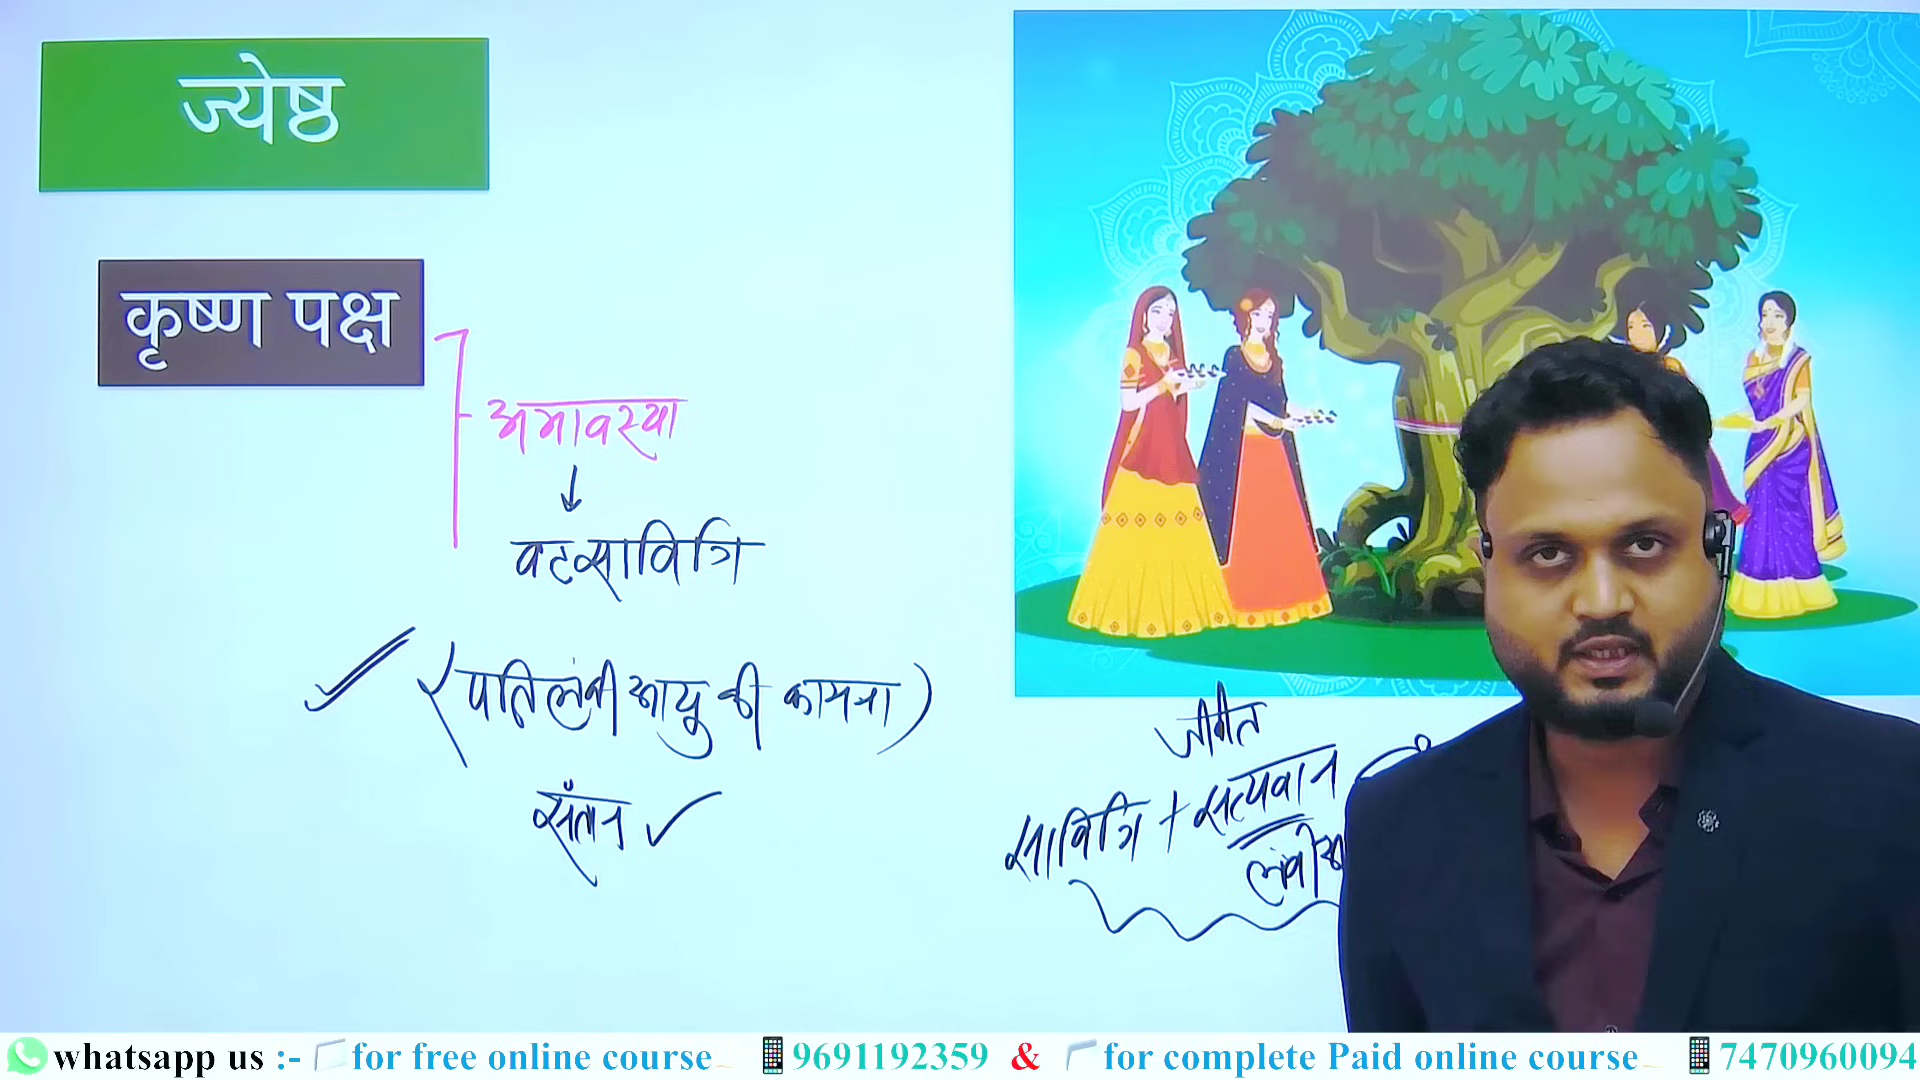 ज्येष्ठ
कृष्ण पक्ष
अमावस्या
वटसावित्रि
(पति लंबी आयु की कामना)
संतान
जीवीत
सावित्रि + सत्यवान
whatsapp us :- for free online course 9691192359 & for complete Paid online course 7470960094